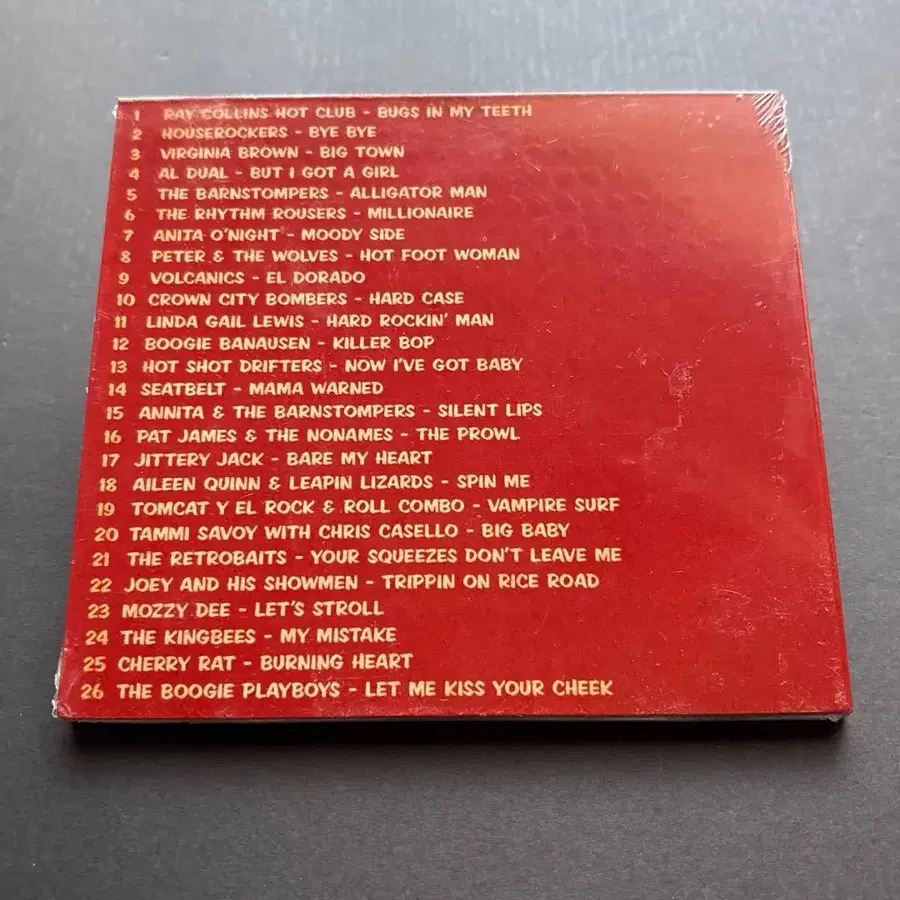 1 RAY COLLINS HOT CLUB - BUGS IN MY TEETH
2 HOUSEROCKERS - BYE BYE
3 VIRGINIA BROWN - BIG TOWN
4 AL DUAL - BUT I GOT A GIRL
5 THE BARNSTOMPERS - ALLIGATOR MAN
6 THE RHYTHM ROUSERS - MILLIONAIRE
7 ANITA O'NIGHT - MOODY SIDE
8 PETER & THE WOLVES - HOT FOOT WOMAN
9 VOLCANICS - EL DORADO
10 CROWN CITY BOMBERS - HARD CASE
11 LINDA GAIL LEWIS - HARD ROCKIN' MAN
12 BOOGIE BANAUSEN - KILLER BOP
13 HOT SHOT DRIFTERS - NOW I'VE GOT BABY
14 SEATBELT - MAMA WARNED
15 ANNITA & THE BARNSTOMPERS - SILENT LIPS
16 PAT JAMES & THE NONAMES - THE PROWL
17 JITTERY JACK - BARE MY HEART
18 AILEEN QUINN & LEAPIN LIZARDS - SPIN ME
19 TOMCAT Y EL ROCK & ROLL COMBO - VAMPIRE SURF
20 TAMMI SAVOY WITH CHRIS CASELLO - BIG BABY
21 THE RETROBAITS - YOUR SQUEEZES DON'T LEAVE ME
22 JOEY AND HIS SHOWMEN - TRIPPIN ON RICE ROAD
23 MOZZY DEE - LET'S STROLL
24 THE KINGBEES - MY MISTAKE
25 CHERRY RAT - BURNING HEART
26 THE BOOGIE PLAYBOYS - LET ME KISS YOUR CHEEK